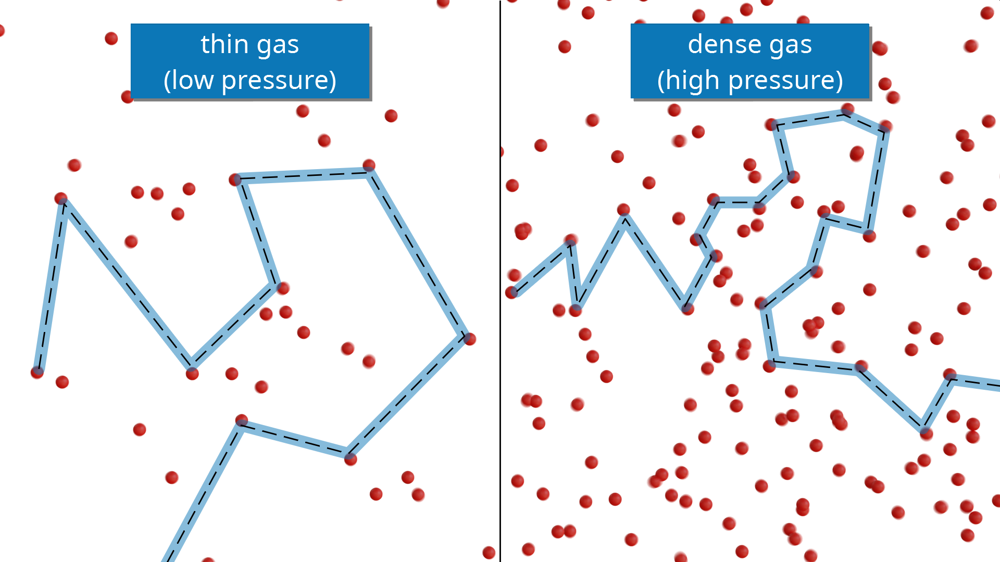 thin gas
(low pressure)
dense gas
(high pressure)